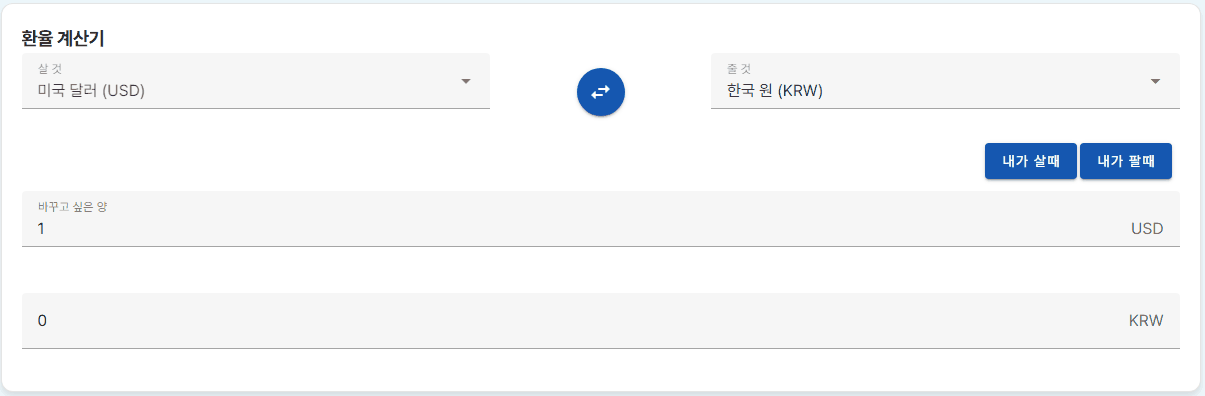 환율 계산기
살 것
미국 달러 (USD)
줄 것
한국 원 (KRW)
내가 살때
내가 팔때
바꾸고 싶은 양
1
USD
0
KRW